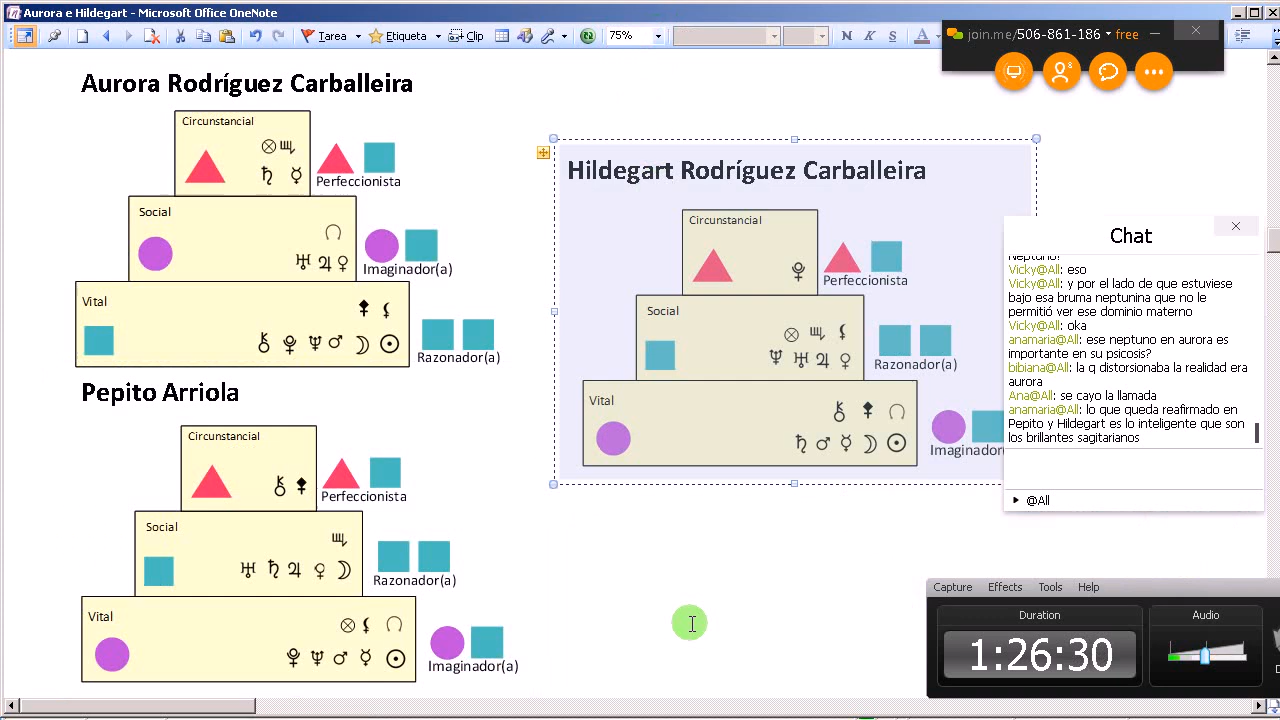 Aurora e Hildegart - Microsoft Office OneNote
Tarea
Etiqueta
Clip
75%
N
K
S
A
join.me/506-861-186
free
Aurora Rodríguez Carballeira
Circunstancial
Perfeccionista
Social
Imaginador(a)
Vital
Razonador(a)
Pepito Arriola
Circunstancial
Perfeccionista
Social
Razonador(a)
Vital
Imaginador(a)
Hildegart Rodríguez Carballeira
Circunstancial
Perfeccionista
Social
Razonador(a)
Vital
Imaginador(
Chat
Neptuno!
Vicky@All: eso
Vicky@All: y por el lado de que estuviese
bajo esa bruma neptunina que no le
permitió ver ese dominio materno
Vicky@All: oka
anamaria@All: ese neptuno en aurora es
importante en su psicosis?
bibiana@All: la q distorsionaba la realidad era
aurora
Ana@All: se cayo la llamada
anamaria@All: lo que queda reafirmado en
Pepito y Hildegart es lo inteligente que son
los brillantes sagitarianos
@All
Capture Effects Tools Help
Duration
1:26:30
Audio